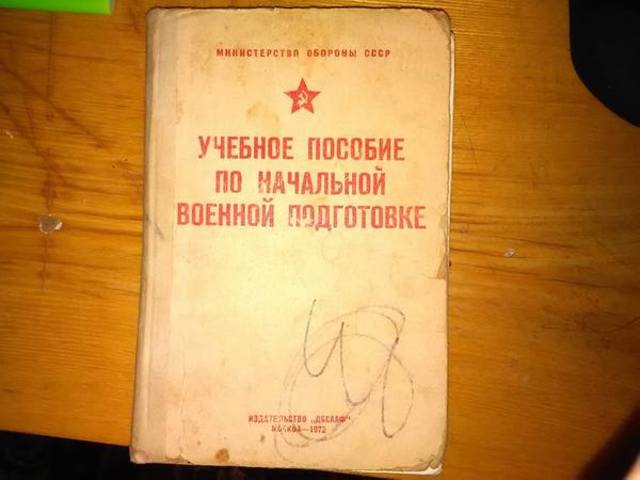 МИНИСТЕРСТВО ОБОРОНЫ СССР
УЧЕБНОЕ ПОСОБИЕ
ПО НАЧАЛЬНОЙ
ВОЕННОЙ ПОДГОТОВКЕ
ИЗДАТЕЛЬСТВО „ДОСААФ"
МОСКВА—1972